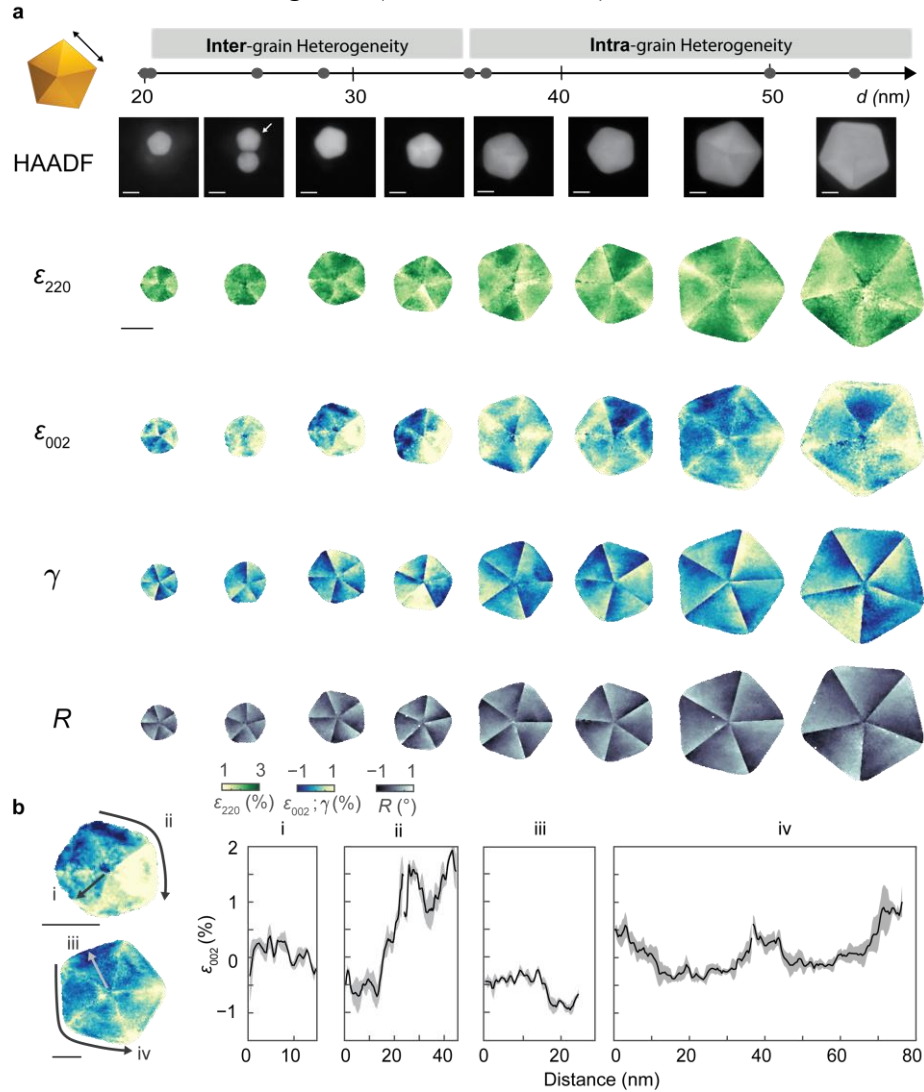 a
Inter-grain Heterogeneity
Intra-grain Heterogeneity
20
30
40
50
d (nm)
HAADF
ε220
ε002
γ
R
1 3
−1 1
−1 1
ε220 (%)
ε002 ; γ (%)
R (°)
b
i
ii
iii
iv
i
ii
iii
iv
ε002 (%)
2
1
0
−1
0 10
0 20 40
0 20
0 20 40 60 80
Distance (nm)